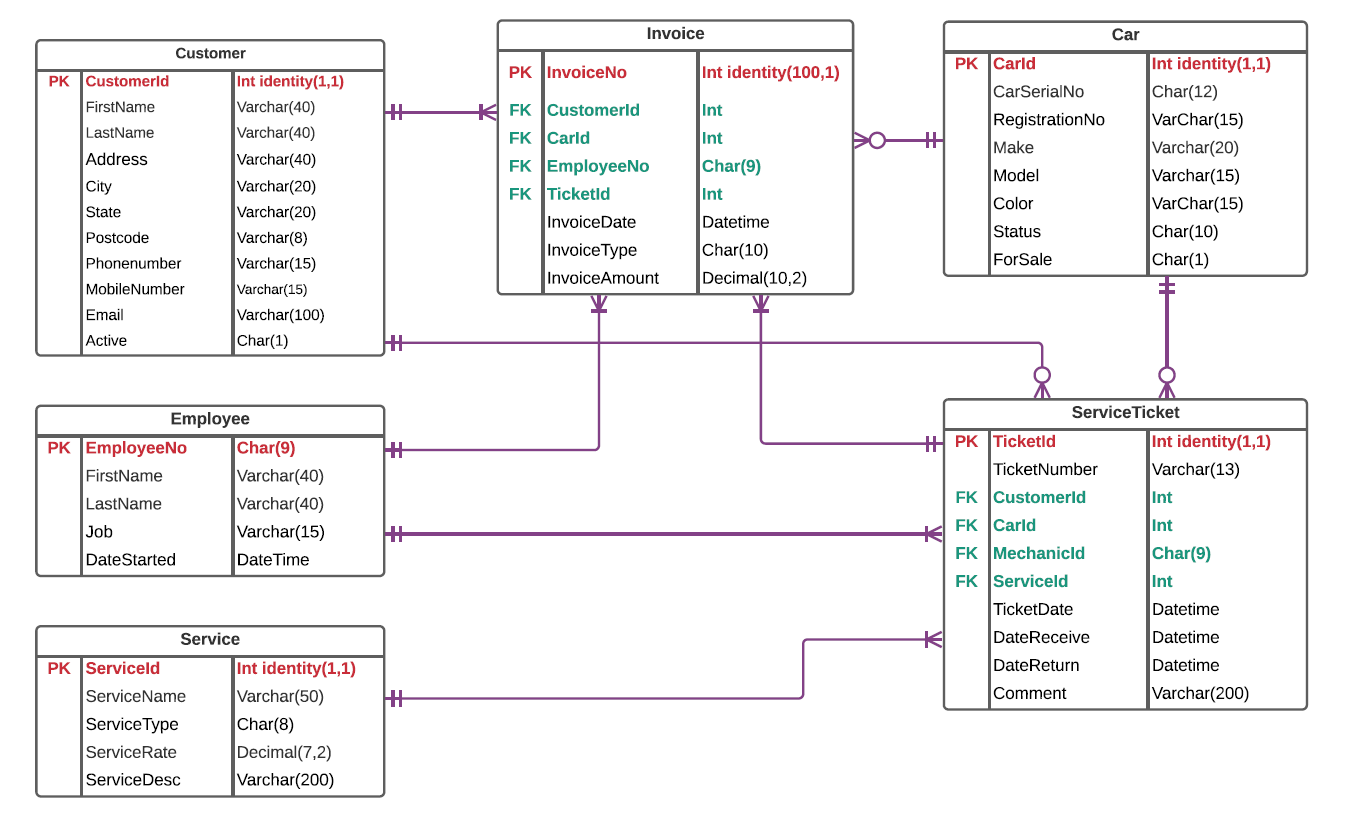 Customer
PK CustomerId Int identity(1,1)
FirstName Varchar(40)
LastName Varchar(40)
Address Varchar(40)
City Varchar(20)
State Varchar(20)
Postcode Varchar(8)
Phonenumber Varchar(15)
MobileNumber Varchar(15)
Email Varchar(100)
Active Char(1)
Invoice
PK InvoiceNo Int identity(100,1)
FK CustomerId Int
FK CarId Int
FK EmployeeNo Char(9)
FK TicketId Int
InvoiceDate Datetime
InvoiceType Char(10)
InvoiceAmount Decimal(10,2)
Car
PK CarId Int identity(1,1)
CarSerialNo Char(12)
RegistrationNo VarChar(15)
Make Varchar(20)
Model Varchar(15)
Color VarChar(15)
Status Char(10)
ForSale Char(1)
Employee
PK EmployeeNo Char(9)
FirstName Varchar(40)
LastName Varchar(40)
Job Varchar(15)
DateStarted DateTime
ServiceTicket
PK TicketId Int identity(1,1)
TicketNumber Varchar(13)
FK CustomerId Int
FK CarId Int
FK MechanicId Char(9)
FK ServiceId Int
TicketDate Datetime
DateReceive Datetime
DateReturn Datetime
Comment Varchar(200)
Service
PK ServiceId Int identity(1,1)
ServiceName Varchar(50)
ServiceType Char(8)
ServiceRate Decimal(7,2)
ServiceDesc Varchar(200)